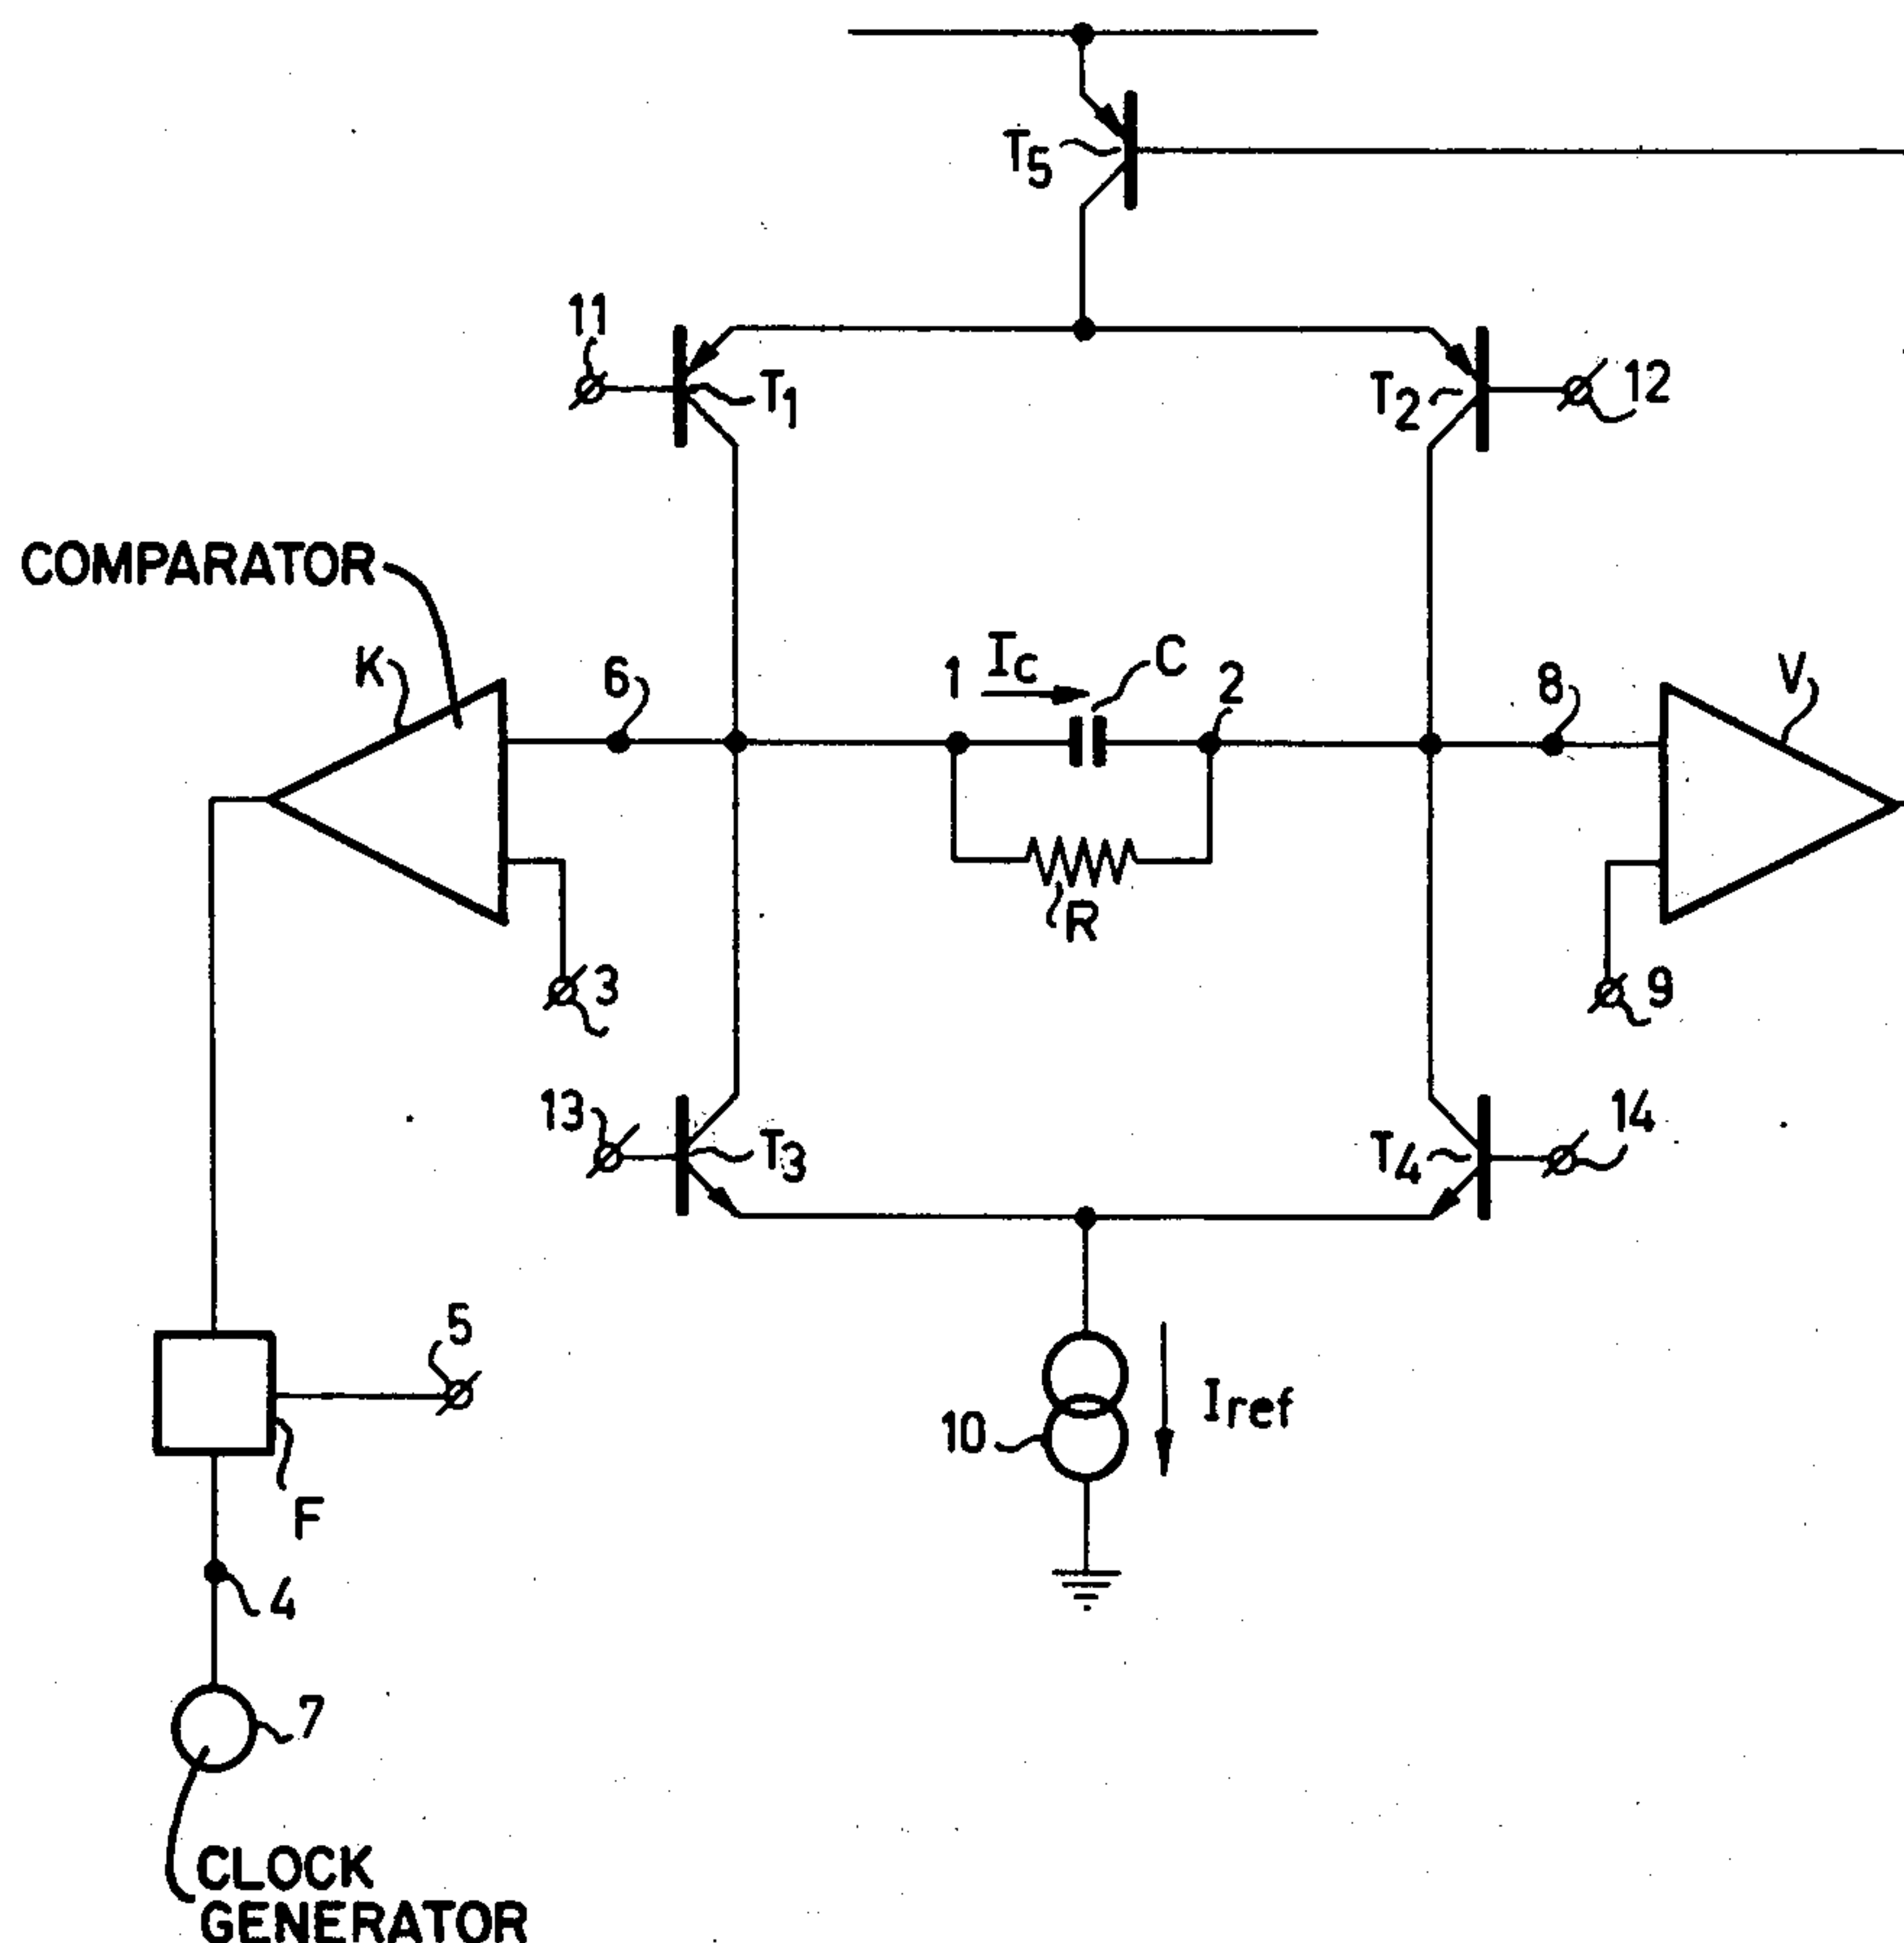 T5
11
T1
T2
12
COMPARATOR
K
6
1
Ic
C
2
8
V
R
3
9
13
T3
T4
14
5
10
Iref
F
4
7
CLOCK
GENERATOR